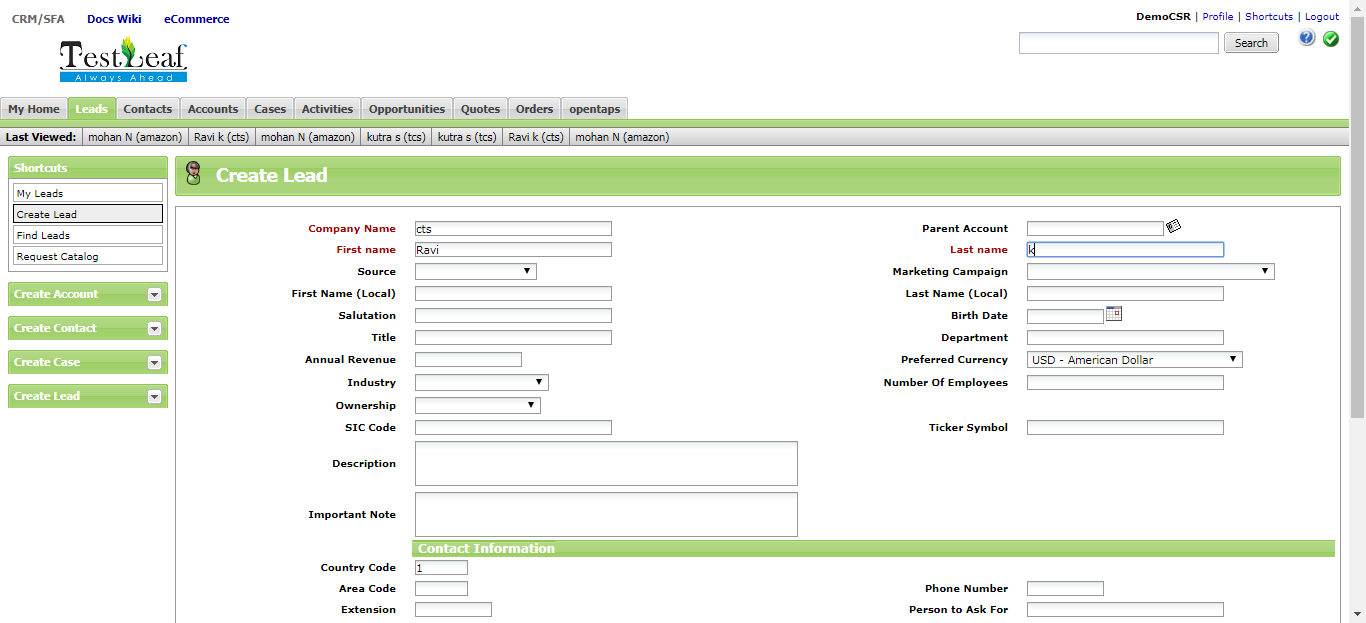 CRM/SFA Docs Wiki eCommerce
DemoCSR | Profile | Shortcuts | Logout
TestLeaf
Always Ahead
Search
My Home Leads Contacts Accounts Cases Activities Opportunities Quotes Orders opentaps
Last Viewed: mohan N (amazon) Ravi k (cts) mohan N (amazon) kutra s (tcs) kutra s (tcs) Ravi k (cts) mohan N (amazon)
Shortcuts
My Leads
Create Lead
Find Leads
Request Catalog
Create Account
Create Contact
Create Case
Create Lead
Create Lead
Company Name cts Parent Account
First name Ravi Last name k
Source Marketing Campaign
First Name (Local) Last Name (Local)
Salutation Birth Date
Title Department
Annual Revenue Preferred Currency USD - American Dollar
Industry Number Of Employees
Ownership
SIC Code Ticker Symbol
Description
Important Note
Contact Information
Country Code 1
Area Code Phone Number
Extension Person to Ask For